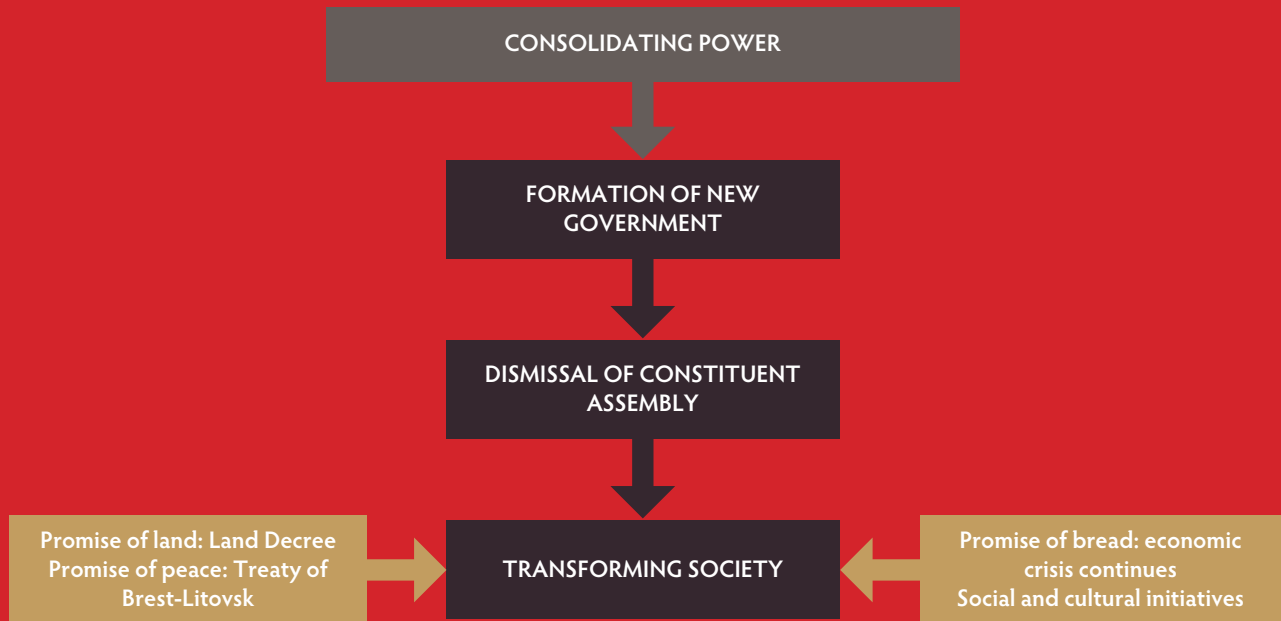 CONSOLIDATING POWER
FORMATION OF NEW
GOVERNMENT
DISMISSAL OF CONSTITUENT
ASSEMBLY
Promise of land: Land Decree
Promise of peace: Treaty of
Brest-Litovsk
TRANSFORMING SOCIETY
Promise of bread: economic
crisis continues
Social and cultural initiatives